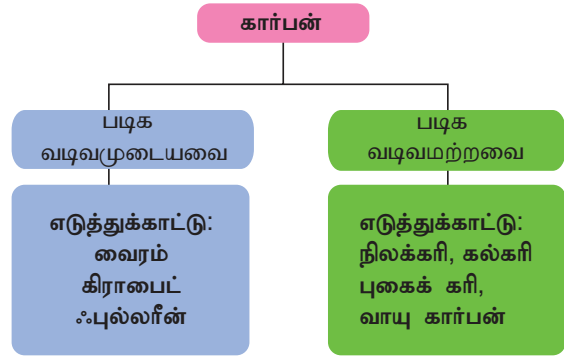 கார்பன்
படிக
வடிவமுடையவை
படிக
வடிவமற்றவை
எடுத்துக்காட்டு:
வைரம்
கிராபைட்
ஃபுல்லரீன்
எடுத்துக்காட்டு:
நிலக்கரி, கல்கரி
புகைக் கரி,
வாயு கார்பன்